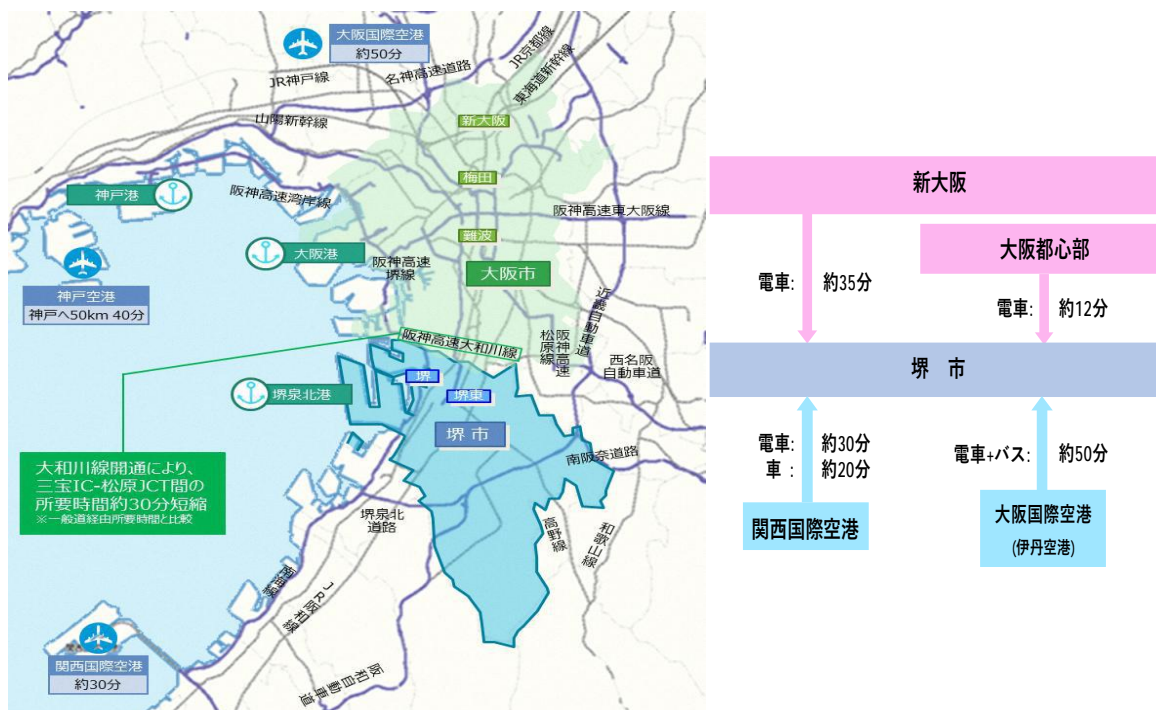 大阪国際空港
約50分
JR京都線
東海道新幹線
JR神戸線
名神高速道路
山陽新幹線
新大阪
梅田
神戸港
阪神高速湾岸線
阪神高速東大阪線
難波
大阪港
阪神高速
堺線
大阪市
神戸空港
神戸へ50km 40分
近畿自動車道
阪神高速大和川線
阪神高速
松原線
西名阪
自動車道
堺
堺東
堺泉北港
堺 市
南阪奈道路
大和川線開通により、
三宝IC-松原JCT間の
所要時間約30分短縮
※一般道経由所要時間と比較
堺泉北
道路
高野線
和歌山線
南海線
JR阪和線
関西国際空港
約30分
阪和自動車道
新大阪
大阪都心部
電車: 約35分
電車: 約12分
堺 市
電車: 約30分
車 : 約20分
電車+バス: 約50分
関西国際空港
大阪国際空港
(伊丹空港)